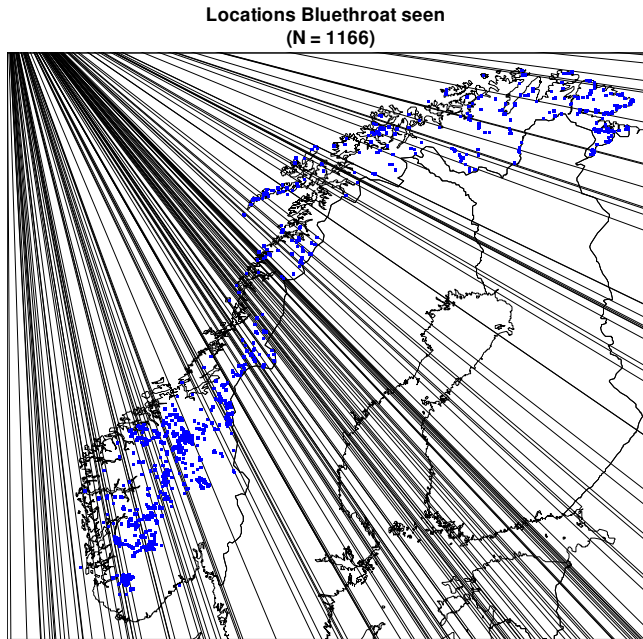 Locations Bluethroat seen
(N = 1166)